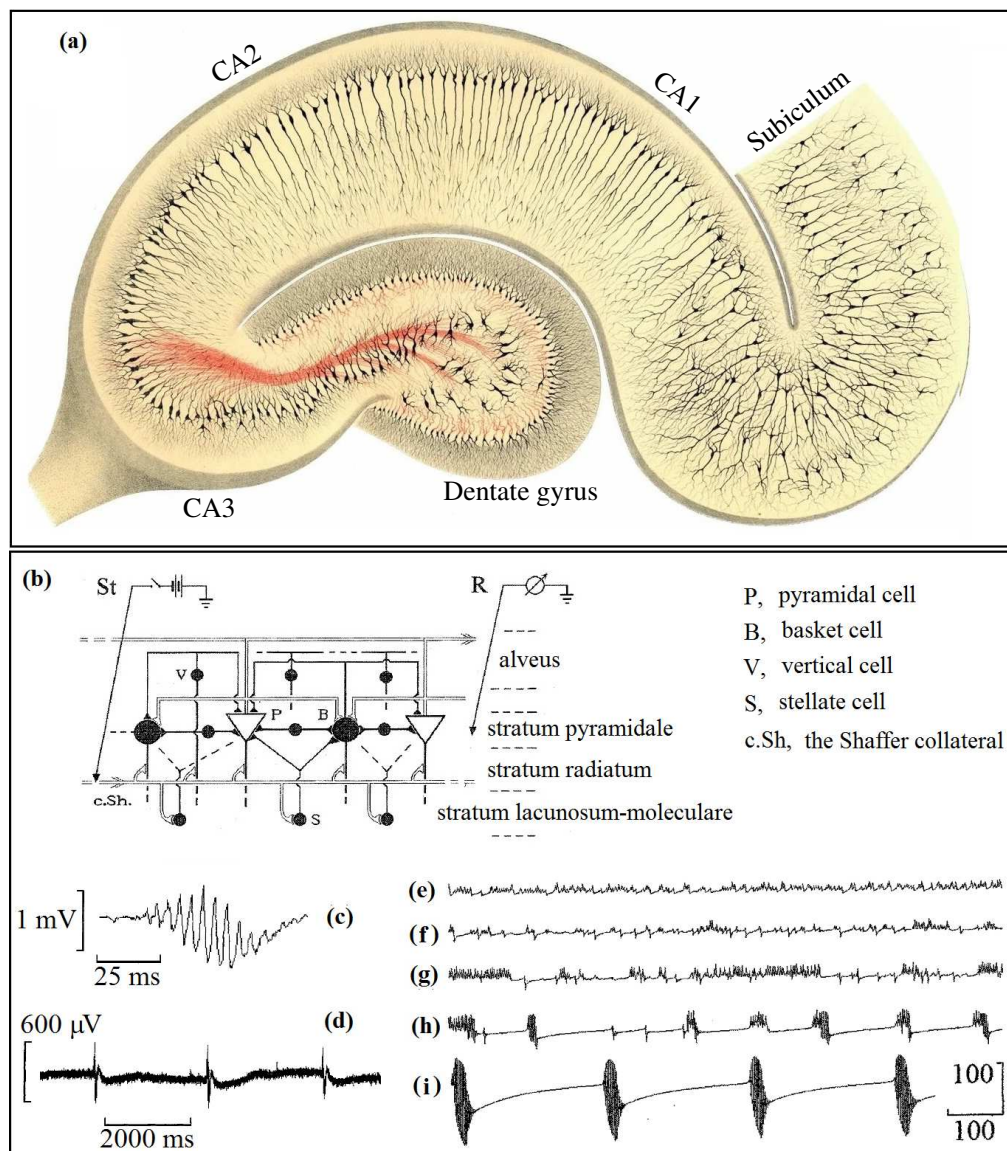 (a)
CA2
CA1
Subiculum
CA3
Dentate gyrus
(b)
St
R
P, pyramidal cell
B, basket cell
V, vertical cell
S, stellate cell
c.Sh, the Shaffer collateral
alveus
V
P
B
stratum pyramidale
stratum radiatum
c.Sh.
S
stratum lacunosum-moleculare
1 mV
25 ms
(c)
600 μV
2000 ms
(d)
(e)
(f)
(g)
(h)
(i)
100
100